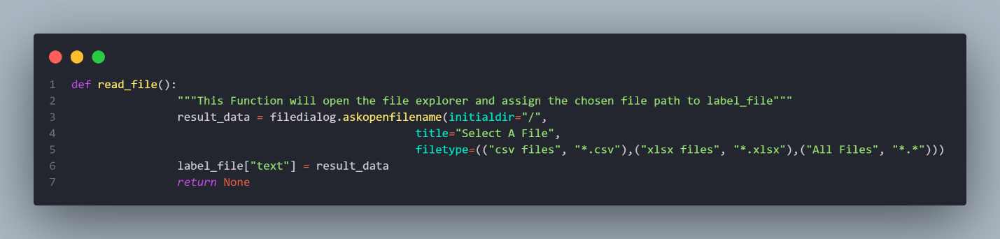 1 def read_file():
2 """This Function will open the file explorer and assign the chosen file path to label_file"""
3 result_data = filedialog.askopenfilename(initialdir="/",
4 title="Select A File",
5 filetype=(("csv files", "*.csv"),("xlsx files", "*.xlsx"),("All Files", "*.*")))
6 label_file["text"] = result_data
7 return None